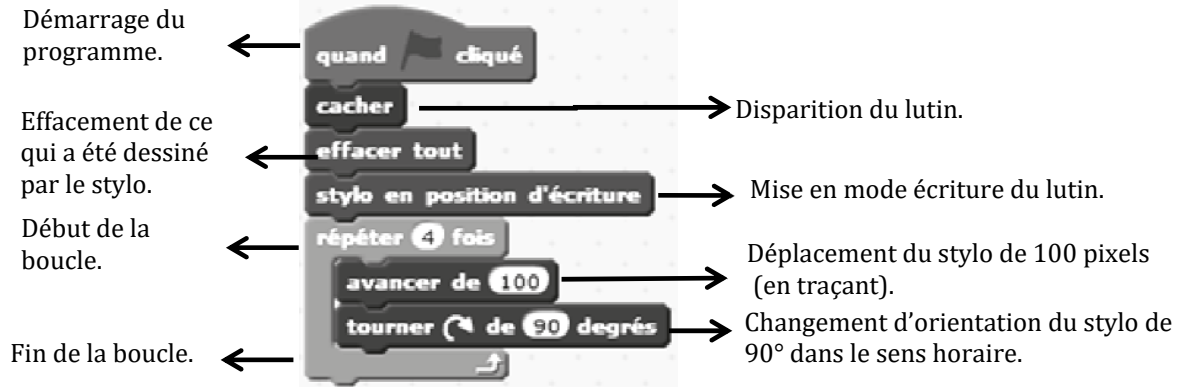 Démarrage du
programme.
quand cliqué
cacher
Disparition du lutin.
Effacement de ce
qui a été dessiné
par le stylo.
effacer tout
stylo en position d'écriture
Mise en mode écriture du lutin.
Début de la
boucle.
répéter 4 fois
avancer de 100
Déplacement du stylo de 100 pixels
(en traçant).
tourner de 90 degrés
Changement d’orientation du stylo de
90° dans le sens horaire.
Fin de la boucle.